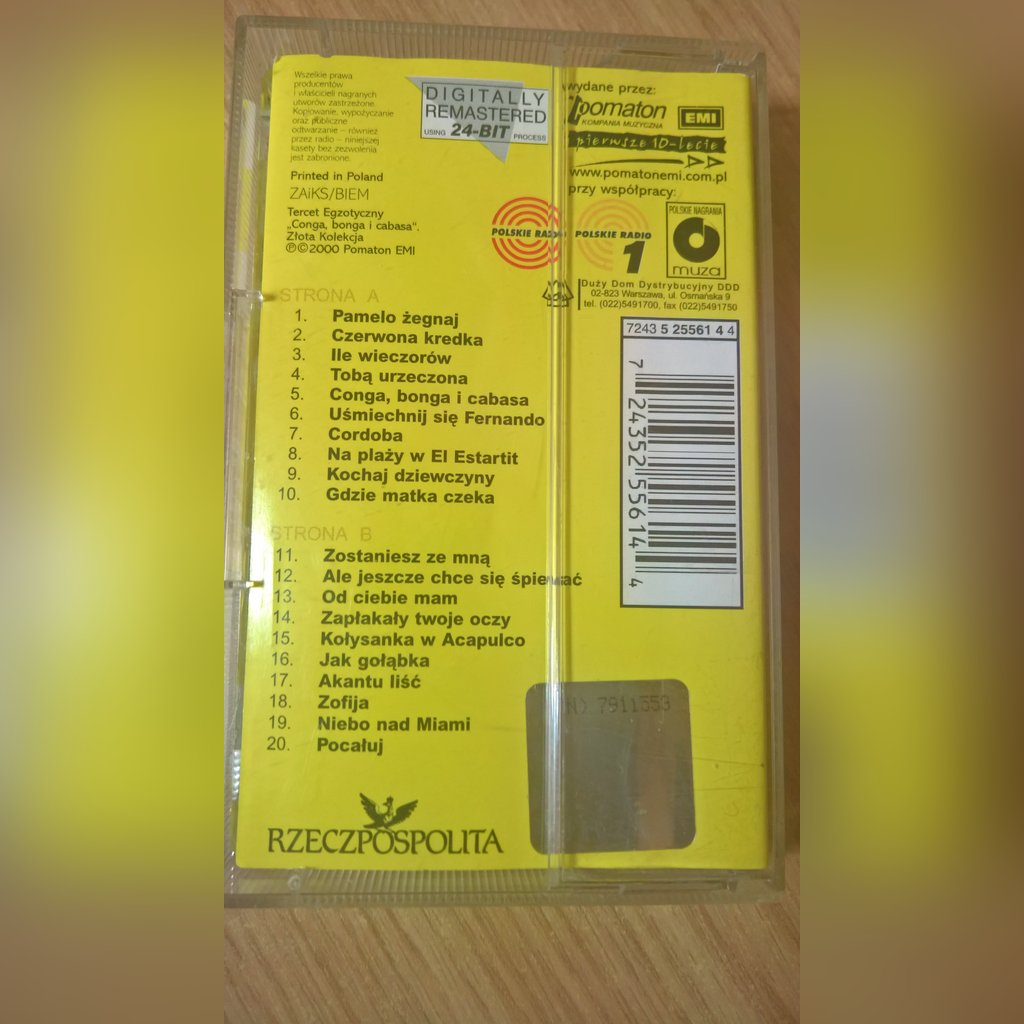 Wszelkie prawa
producentów
i właścicieli nagranych
utworów zastrzeżone.
Kopiowanie, wypożyczanie
oraz publiczne
odtwarzanie – również
przez radio – niniejszej
kasety bez zezwolenia
jest zabronione.
Printed in Poland
ZAiKS/BIEM
Tercet Egzotyczny
„Conga, bonga i cabasa".
Złota Kolekcja
℗©2000 Pomaton EMI
DIGITALLY
REMASTERED
USING 24-BIT PROCESS
wydane przez:
pomaton
KOMPANIA MUZYCZNA
EMI
pierwsze 10-lecie
www.pomatonemi.com.pl
przy współpracy:
POLSKIE RADIO
POLSKIE RADIO
1
POLSKIE NAGRANIA
muza
Duży Dom Dystrybucyjny DDD
02-823 Warszawa, ul. Osmańska 9
tel. (022)5491700, fax (022)5491750
7243 5 25561 4 4
7 24352 55614 4
STRONA A
1. Pamelo żegnaj
2. Czerwona kredka
3. Ile wieczorów
4. Tobą urzeczona
5. Conga, bonga i cabasa
6. Uśmiechnij się Fernando
7. Cordoba
8. Na plaży w El Estartit
9. Kochaj dziewczyny
10. Gdzie matka czeka
STRONA B
11. Zostaniesz ze mną
12. Ale jeszcze chce się śpiewać
13. Od ciebie mam
14. Zapłakały twoje oczy
15. Kołysanka w Acapulco
16. Jak gołąbka
17. Akantu liść
18. Zofija
19. Niebo nad Miami
20. Pocałuj
RZECZPOSPOLITA